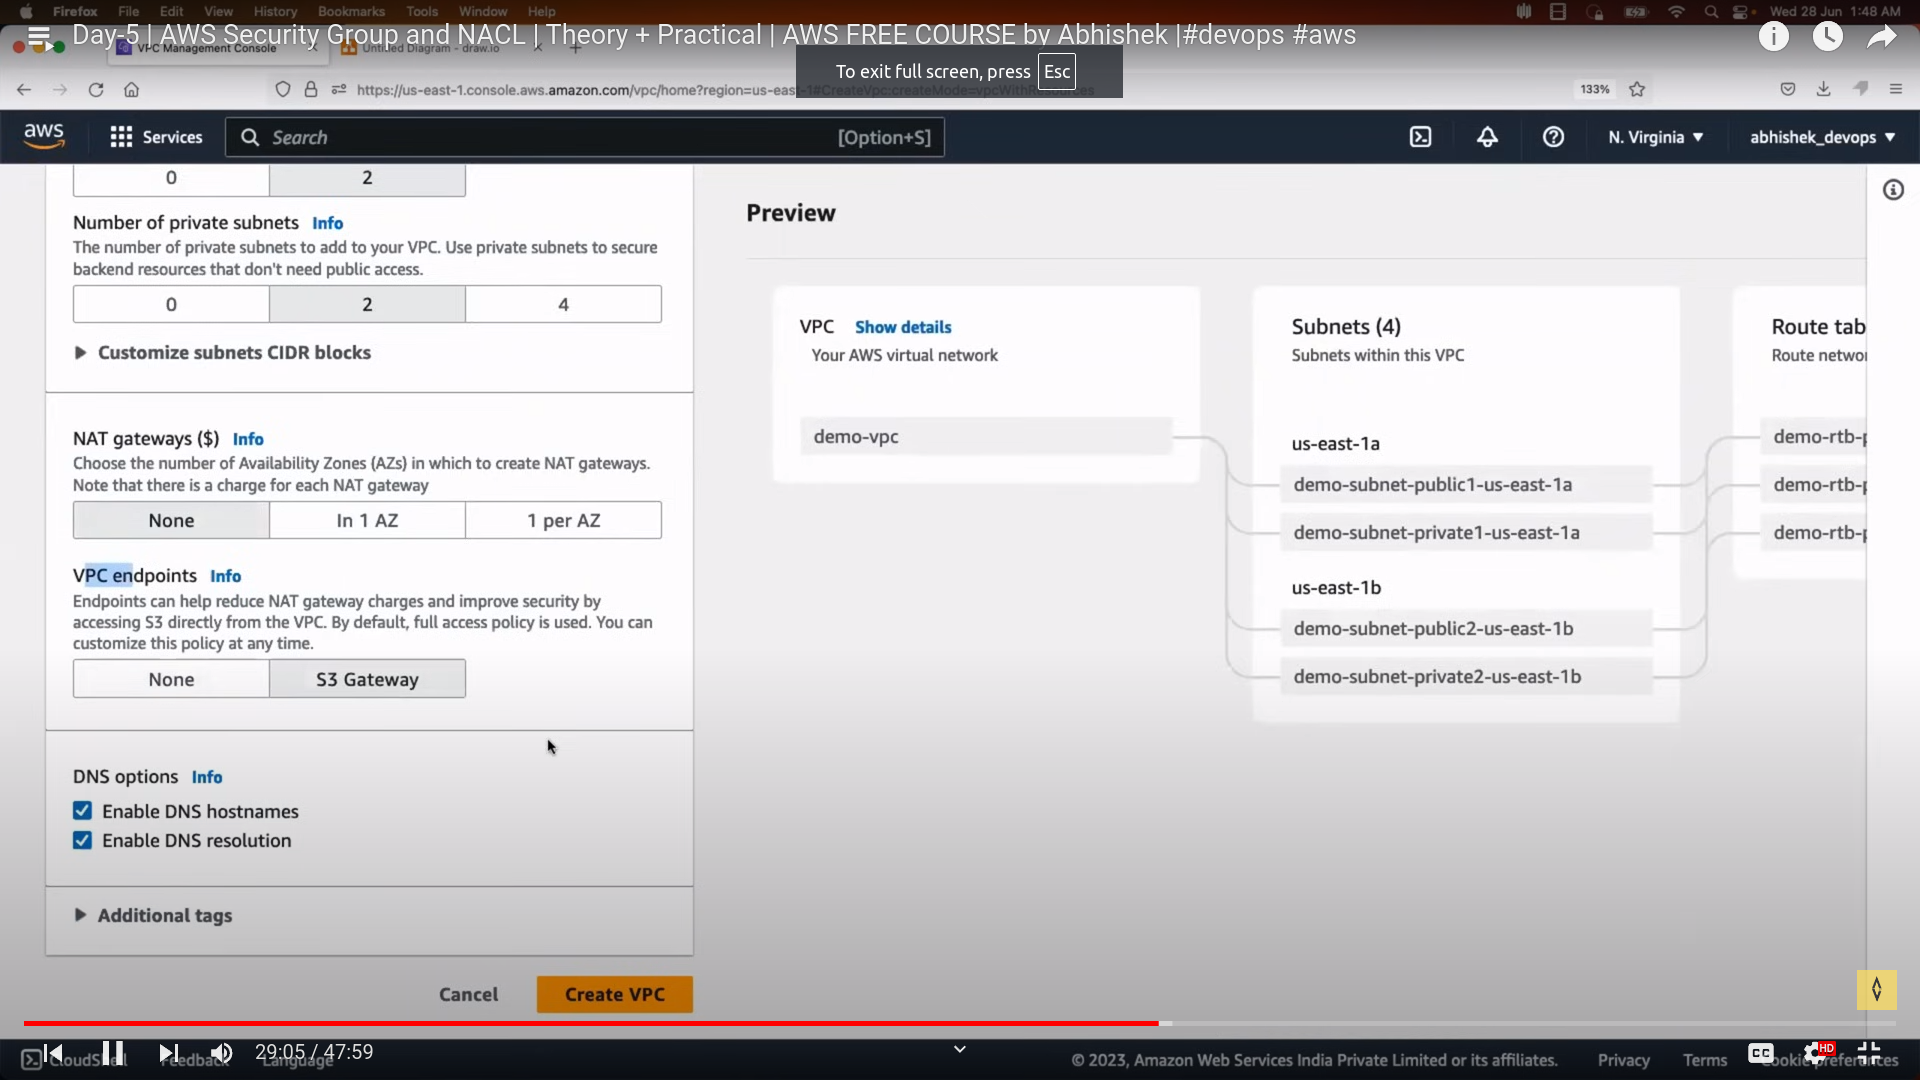 Firefox File Edit View History Bookmarks Tools Window Help Wed 28 Jun 1:48 AM
Day-5 | AWS Security Group and NACL | Theory + Practical | AWS FREE COURSE by Abhishek |#devops #aws
VPC Management Console Untitled Diagram - draw.io
To exit full screen, press Esc
https://us-east-1.console.aws.amazon.com/vpc/home?region=us-east-1#CreateVpc:createMode=vpcWithResources 133%
aws Services Search [Option+S] N. Virginia abhishek_devops
0 2
Number of private subnets Info
The number of private subnets to add to your VPC. Use private subnets to secure
backend resources that don't need public access.
0 2 4
Customize subnets CIDR blocks
NAT gateways ($) Info
Choose the number of Availability Zones (AZs) in which to create NAT gateways.
Note that there is a charge for each NAT gateway
None In 1 AZ 1 per AZ
VPC endpoints Info
Endpoints can help reduce NAT gateway charges and improve security by
accessing S3 directly from the VPC. By default, full access policy is used. You can
customize this policy at any time.
None S3 Gateway
DNS options Info
Enable DNS hostnames
Enable DNS resolution
Additional tags
Cancel Create VPC
Preview
VPC Show details
Your AWS virtual network
demo-vpc
Subnets (4)
Subnets within this VPC
us-east-1a
demo-subnet-public1-us-east-1a
demo-subnet-private1-us-east-1a
us-east-1b
demo-subnet-public2-us-east-1b
demo-subnet-private2-us-east-1b
Route tab
Route netwo
demo-rtb-p
demo-rtb-p
demo-rtb-p
29:05 / 47:59
CloudShell Feedback Language © 2023, Amazon Web Services India Private Limited or its affiliates. Privacy Terms Cookie preferences
CC HD